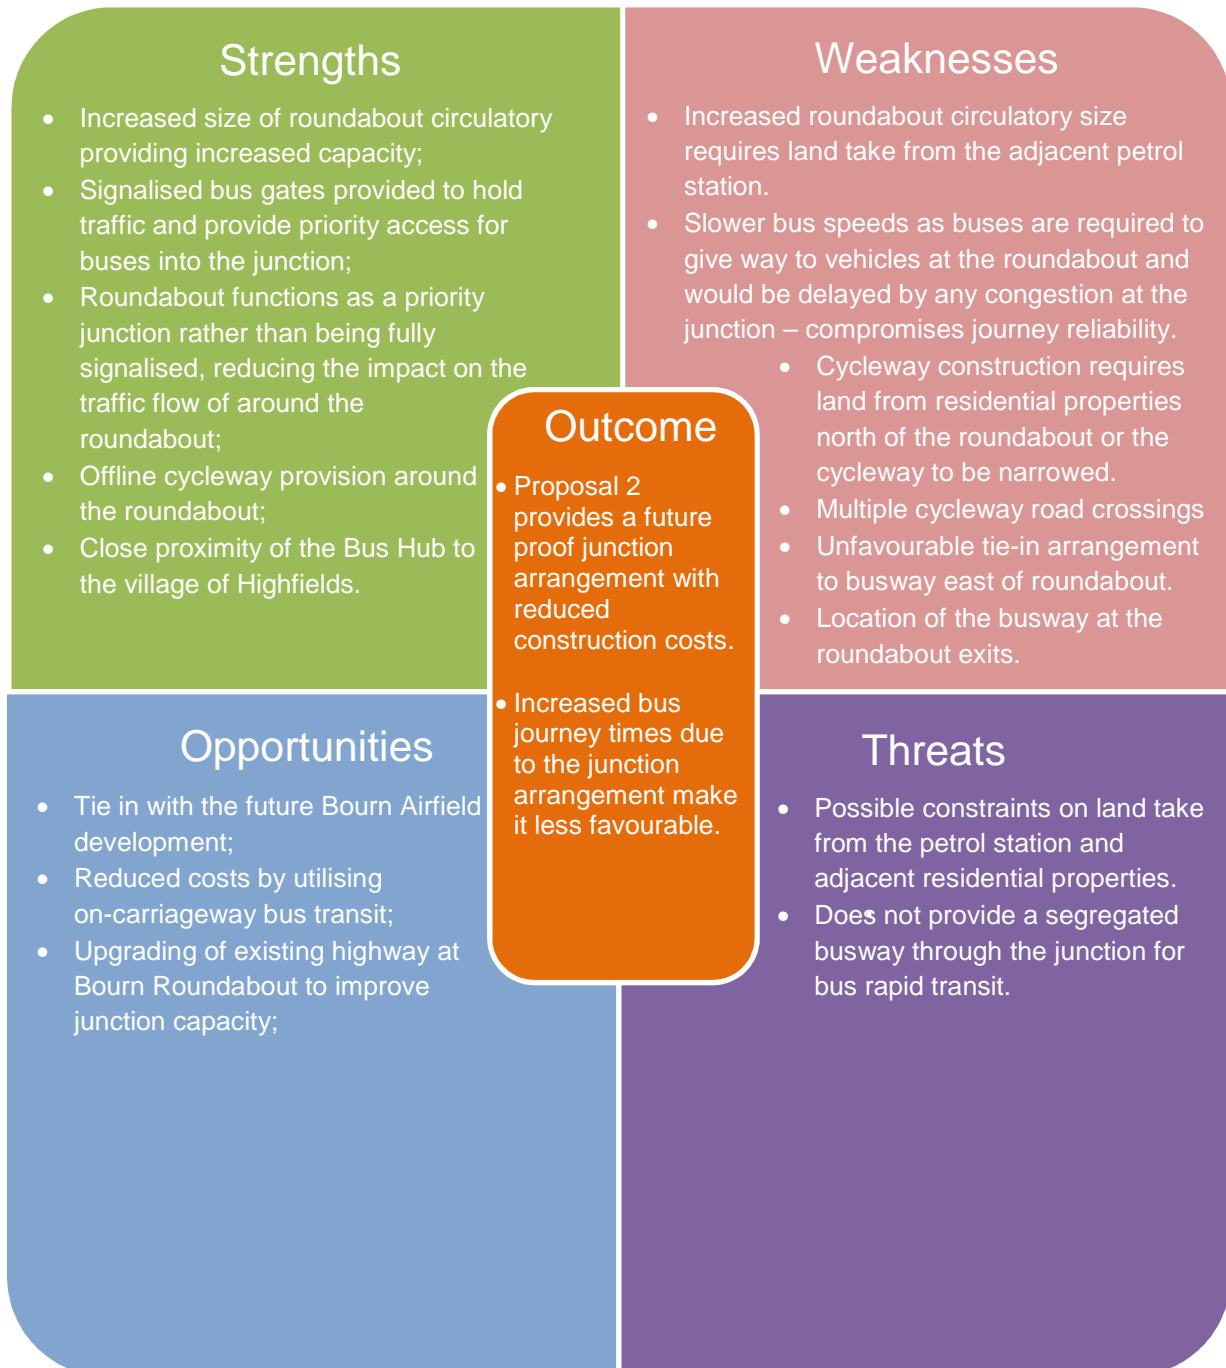 Strengths
• Increased size of roundabout circulatory
providing increased capacity;
• Signalised bus gates provided to hold
traffic and provide priority access for
buses into the junction;
• Roundabout functions as a priority
junction rather than being fully
signalised, reducing the impact on the
traffic flow of around the
roundabout;
• Offline cycleway provision around
the roundabout;
• Close proximity of the Bus Hub to
the village of Highfields.
Weaknesses
• Increased roundabout circulatory size
requires land take from the adjacent petrol
station.
• Slower bus speeds as buses are required to
give way to vehicles at the roundabout and
would be delayed by any congestion at the
junction – compromises journey reliability.
• Cycleway construction requires
land from residential properties
north of the roundabout or the
cycleway to be narrowed.
• Multiple cycleway road crossings
• Unfavourable tie-in arrangement
to busway east of roundabout.
• Location of the busway at the
roundabout exits.
Outcome
• Proposal 2
provides a future
proof junction
arrangement with
reduced
construction costs.
• Increased bus
journey times due
to the junction
arrangement make
it less favourable.
Opportunities
• Tie in with the future Bourn Airfield
development;
• Reduced costs by utilising
on-carriageway bus transit;
• Upgrading of existing highway at
Bourn Roundabout to improve
junction capacity;
Threats
• Possible constraints on land take
from the petrol station and
adjacent residential properties.
• Does not provide a segregated
busway through the junction for
bus rapid transit.